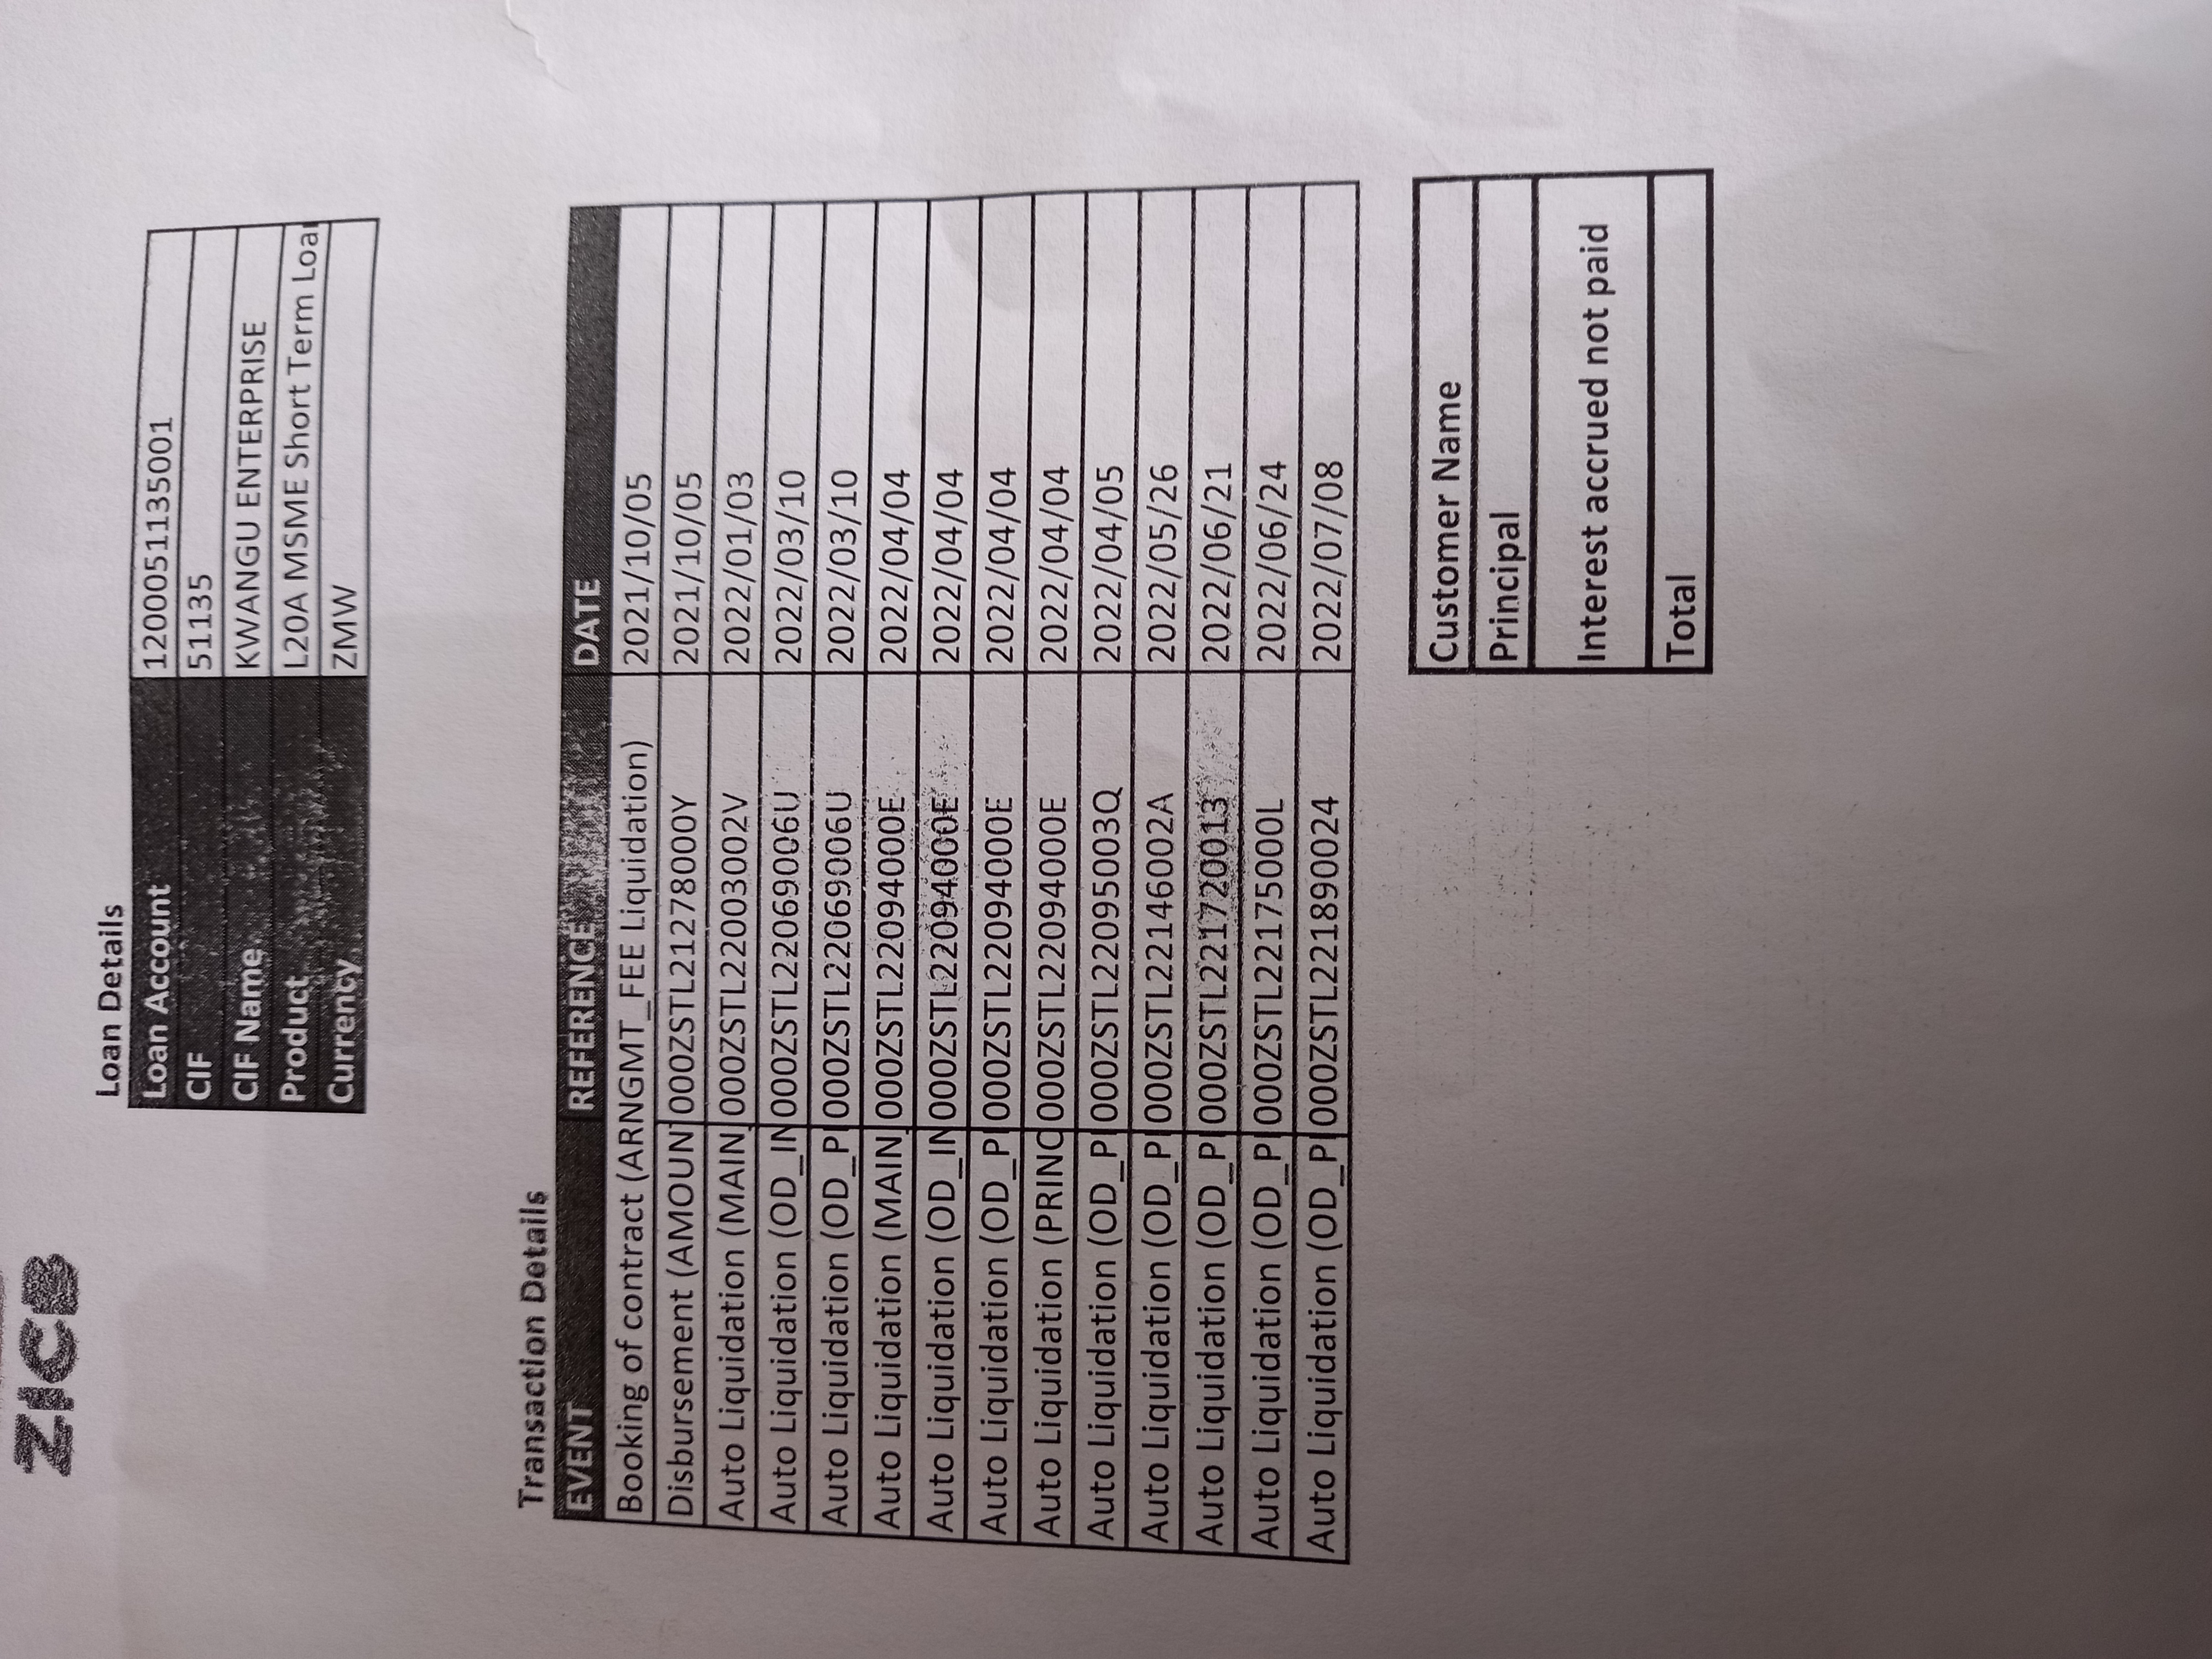 ZICB
Loan Details
Loan Account 1200051135001
CIF 51135
CIF Name KWANGU ENTERPRISE
Product L20A MSME Short Term Loa
Currency ZMW
Transaction Details
EVENT REFERENCE DATE
Booking of contract (ARNGMT_FEE Liquidation) 2021/10/05
Disbursement (AMOUN 000ZSTL21278000Y 2021/10/05
Auto Liquidation (MAIN_ 000ZSTL22003002V 2022/01/03
Auto Liquidation (OD_IN 000ZSTL22069006U 2022/03/10
Auto Liquidation (OD_P 000ZSTL22069006U 2022/03/10
Auto Liquidation (MAIN_ 000ZSTL22094000E 2022/04/04
Auto Liquidation (OD_IN 000ZSTL22094000E 2022/04/04
Auto Liquidation (OD_P 000ZSTL22094000E 2022/04/04
Auto Liquidation (PRINC 000ZSTL22094000E 2022/04/04
Auto Liquidation (OD_P 000ZSTL22095003Q 2022/04/05
Auto Liquidation (OD_P 000ZSTL22146002A 2022/05/26
Auto Liquidation (OD_P 000ZSTL221720013 2022/06/21
Auto Liquidation (OD_P 000ZSTL22175000L 2022/06/24
Auto Liquidation (OD_P 000ZSTL221890024 2022/07/08
Customer Name
Principal
Interest accrued not paid
Total